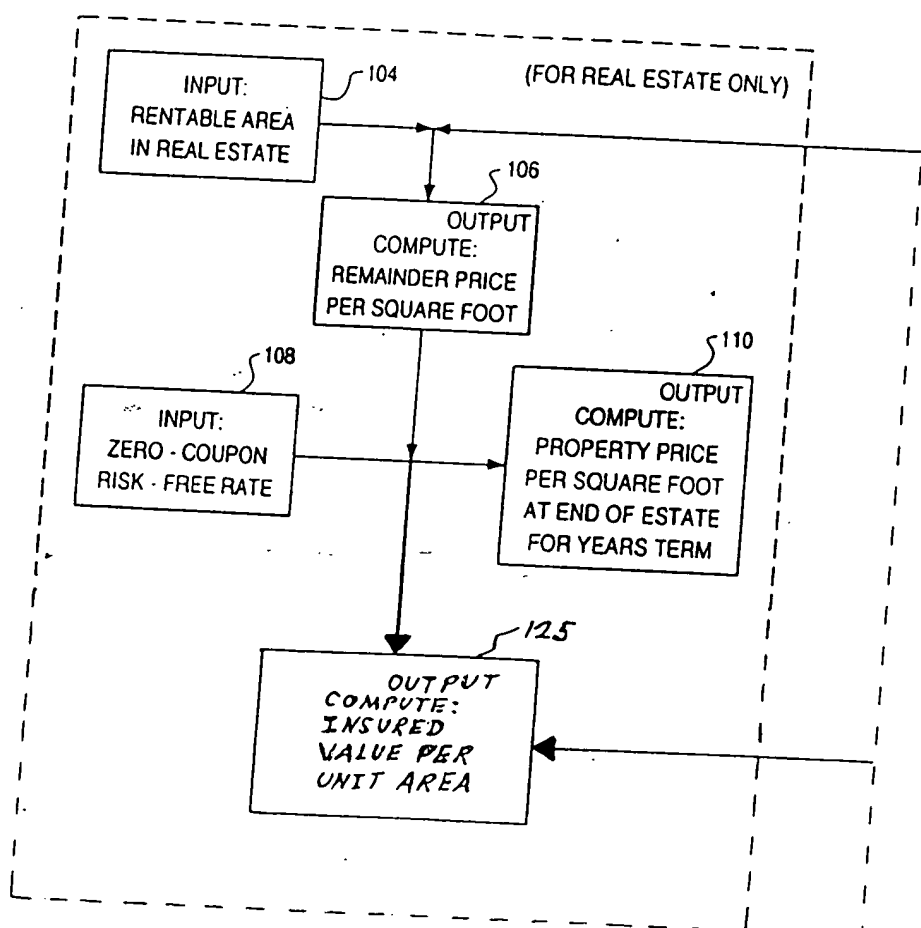 (FOR REAL ESTATE ONLY)
104
INPUT:
RENTABLE AREA
IN REAL ESTATE
106
OUTPUT
COMPUTE:
REMAINDER PRICE
PER SQUARE FOOT
108
INPUT:
ZERO - COUPON
RISK - FREE RATE
110
OUTPUT
COMPUTE:
PROPERTY PRICE
PER SQUARE FOOT
AT END OF ESTATE
FOR YEARS TERM
125
OUTPUT
COMPUTE:
INSURED
VALUE PER
UNIT AREA